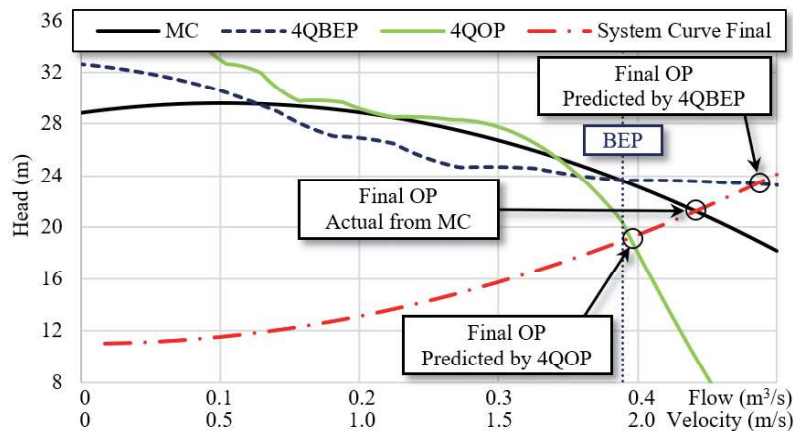 36
MC 4QBEP 4QOP System Curve Final
32
Final OP
Predicted by 4QBEP
28
BEP
24
Final OP
Actual from MC
20
16
Final OP
Predicted by 4QOP
12
8
Head (m)
0 0.1 0.2 0.3 0.4 Flow (m³/s)
0 0.5 1.0 1.5 2.0 Velocity (m/s)